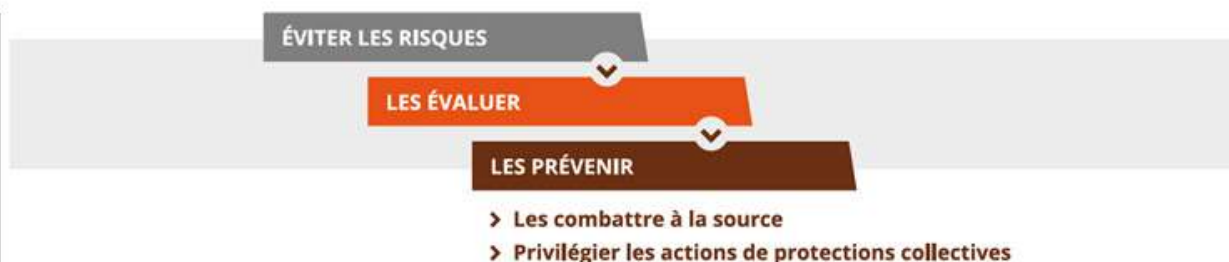 ÉVITER LES RISQUES
LES ÉVALUER
LES PRÉVENIR
Les combattre à la source
Privilégier les actions de protections collectives